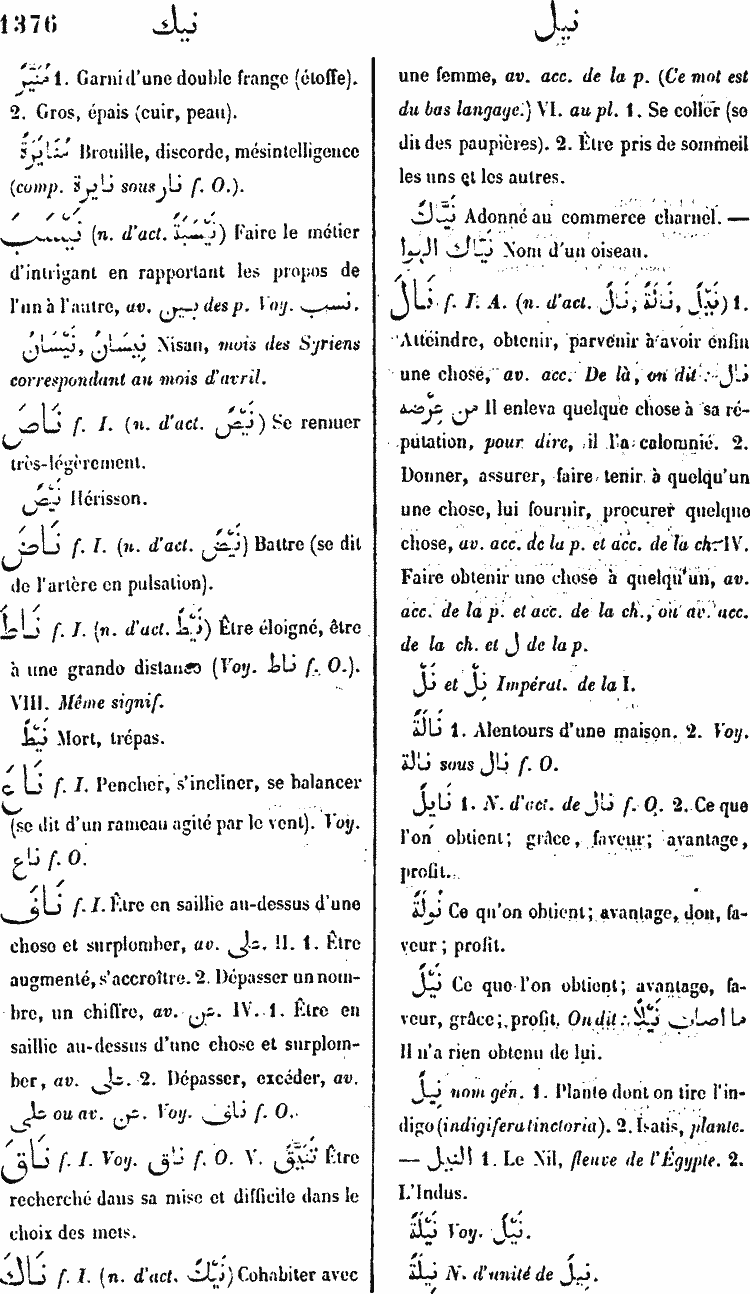 1376 نيك نيل
مُنَيَّرٌ 1. Garni d'une double frange (étoffe).
2. Gros, épais (cuir, peau).
مُنَايَرَةٌ Brouille, discorde, mésintelligence
(comp. نايرة sous نار f. O.).
نَيْسَبَ (n. d'act. نَيْسَبَةٌ) Faire le métier
d'intrigant en rapportant les propos de
l'un à l'autre, av. بين des p. Voy. نسب.
نَيْسَانُ, نِيسَانُ Nisan, mois des Syriens
correspondant au mois d'avril.
نَاصَ f. I. (n. d'act. نَيْصٌ) Se remuer
très-légèrement.
نَيْصٌ Hérisson.
نَاضَ f. I. (n. d'act. نَيْضٌ) Battre (se dit
de l'artère en pulsation).
نَاطَ f. I. (n. d'act. نَيْطٌ) Être éloigné, être
à une grande distance (Voy. ناط f. O.).
VIII. Même signif.
نَيْطٌ Mort, trépas.
نَاعَ f. I. Pencher, s'incliner, se balancer
(se dit d'un rameau agité par le vent). Voy.
ناع f. O.
نَافَ f. I. Être en saillie au-dessus d'une
chose et surplomber, av. على. II. 1. Être
augmenté, s'accroître. 2. Dépasser un nom-
bre, un chiffre, av. عن. IV. 1. Être en
saillie au-dessus d'une chose et surplom-
ber, av. على. 2. Dépasser, excéder, av.
على ou av. عن. Voy. ناف f. O.
نَاقَ f. I. Voy. ناق f. O. V. تَنَيَّقَ Être
recherché dans sa mise et difficile dans le
choix des mets.
نَاكَ f. I. (n. d'act. نَيْكٌ) Cohabiter avec
une femme, av. acc. de la p. (Ce mot est
du bas langage.) VI. au pl. 1. Se coller (se
dit des paupières). 2. Être pris de sommeil
les uns et les autres.
نَيَّاكٌ Adonné au commerce charnel. —
نَيَّاك الهوا Nom d'un oiseau.
نَالَ f. I. A. (n. d'act. نَيْلٌ, نَالَةٌ, نَالٌ) 1.
Atteindre, obtenir, parvenir à avoir enfin
une chose, av. acc. De là, on dit : نال
من عِرْضه Il enleva quelque chose à sa ré-
putation, pour dire, il l'a calomnié. 2.
Donner, assurer, faire tenir à quelqu'un
une chose, lui fournir, procurer quelque
chose, av. acc. de la p. et acc. de la ch. IV.
Faire obtenir une chose à quelqu'un, av.
acc. de la p. et acc. de la ch., ou av. acc.
de la ch. et ل de la p.
نَلْ et نِلْ Impérat. de la I.
نَالَةٌ 1. Alentours d'une maison. 2. Voy.
نالة sous نال f. O.
نَايِلٌ 1. N. d'act. de نال f. O. 2. Ce que
l'on obtient; grâce, faveur; avantage,
profit.
نَوْلَةٌ Ce qu'on obtient; avantage, don, fa-
veur; profit.
نَيْلٌ Ce que l'on obtient; avantage, fa-
veur, grâce; profit. On dit : ما اصاب نَيْلًا
Il n'a rien obtenu de lui.
نِيلٌ nom gén. 1. Plante dont on tire l'in-
digo (indigifera tinctoria). 2. Isatis, plante.
— النيل 1. Le Nil, fleuve de l'Égypte. 2.
L'Indus.
نَيْلَةٌ Voy. نَيْلٌ.
نِيلَةٌ N. d'unité de نِيلٌ.